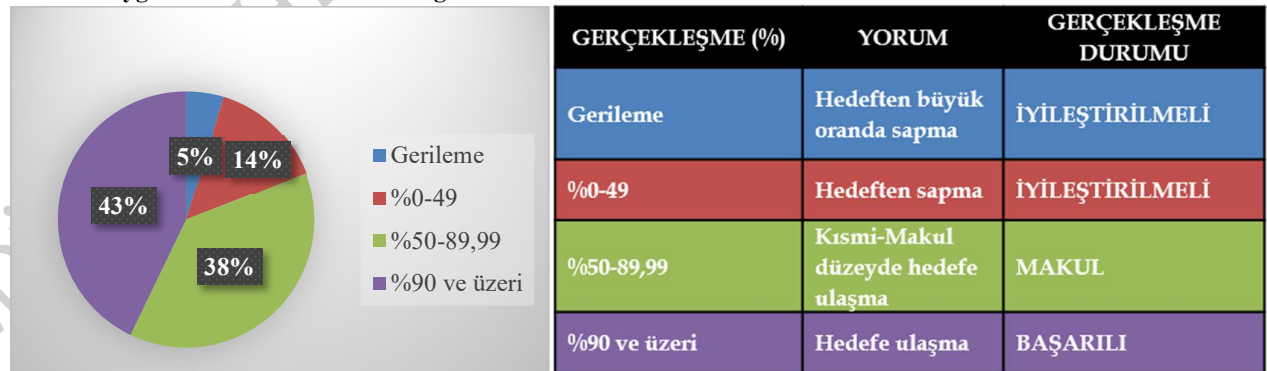 5%
14%
43%
38%
Gerileme
%0-49
%50-89,99
%90 ve üzeri
GERÇEKLEŞME (%)
YORUM
GERÇEKLEŞME
DURUMU
Gerileme
Hedeften büyük
oranda sapma
İYİLEŞTİRİLMELİ
%0-49
Hedeften sapma
İYİLEŞTİRİLMELİ
%50-89,99
Kısmi-Makul
düzeyde hedefe
ulaşma
MAKUL
%90 ve üzeri
Hedefe ulaşma
BAŞARILI